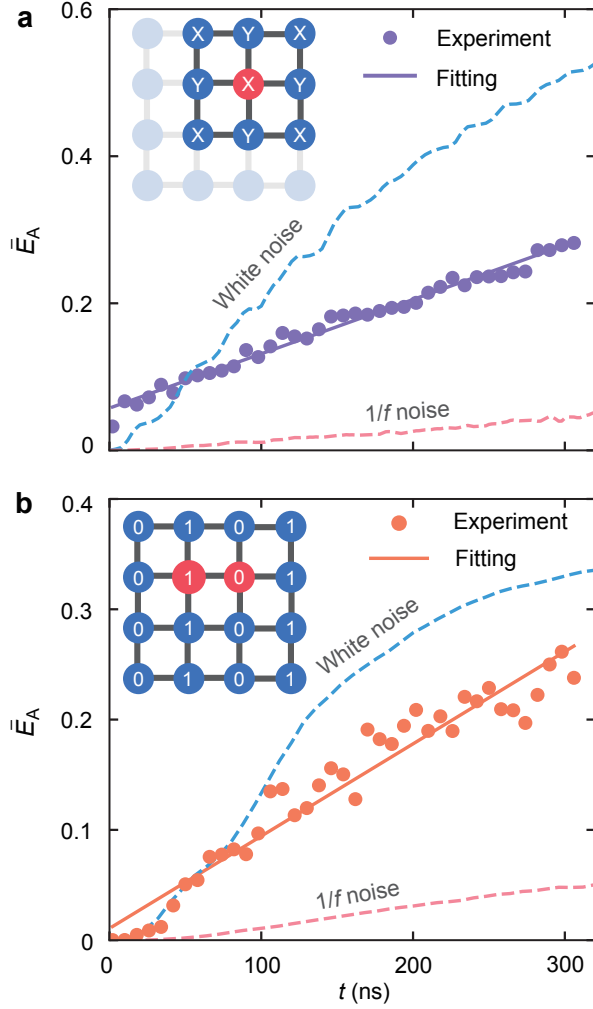 a
0.6
0.4
0.2
0
ĒA
X Y X
Y X Y
X Y X
Experiment
Fitting
White noise
1/f noise
b
0.4
0.3
0.2
0.1
0
ĒA
0 1 0 1
0 1 0 1
0 1 0 1
0 1 0 1
Experiment
Fitting
White noise
1/f noise
0 100 200 300
t (ns)